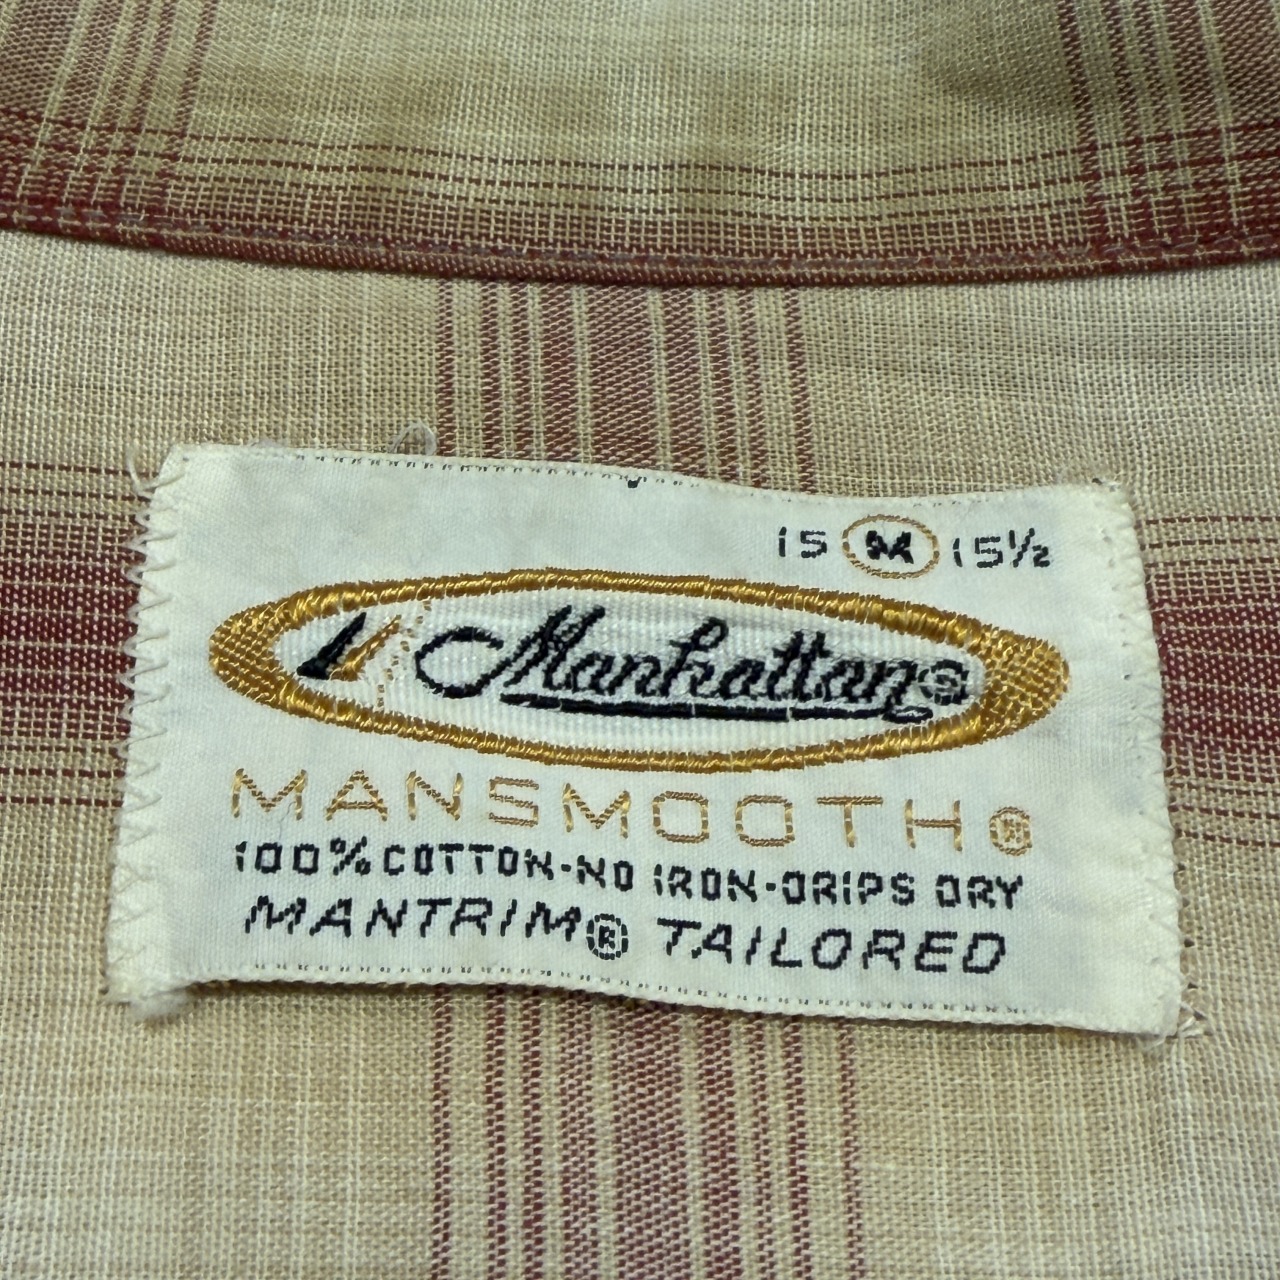 15 M 15½
Manhattan®
MANSMOOTH®
100% COTTON-NO IRON-DRIPS DRY
MANTRIM® TAILORED